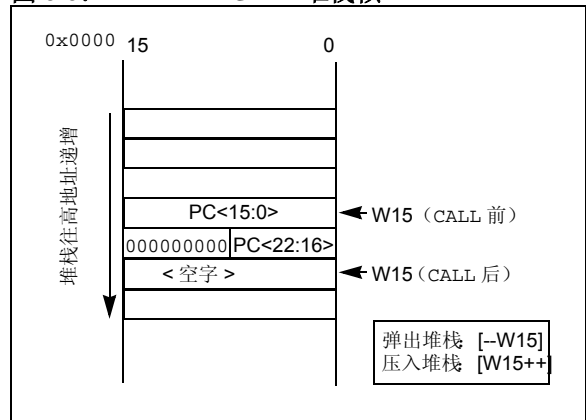 0x0000 15 0
堆栈往高地址递增
PC<15:0>
W15（CALL 前）
000000000 PC<22:16>
<空字>
W15（CALL 后）
弹出堆栈: [--W15]
压入堆栈: [W15++]